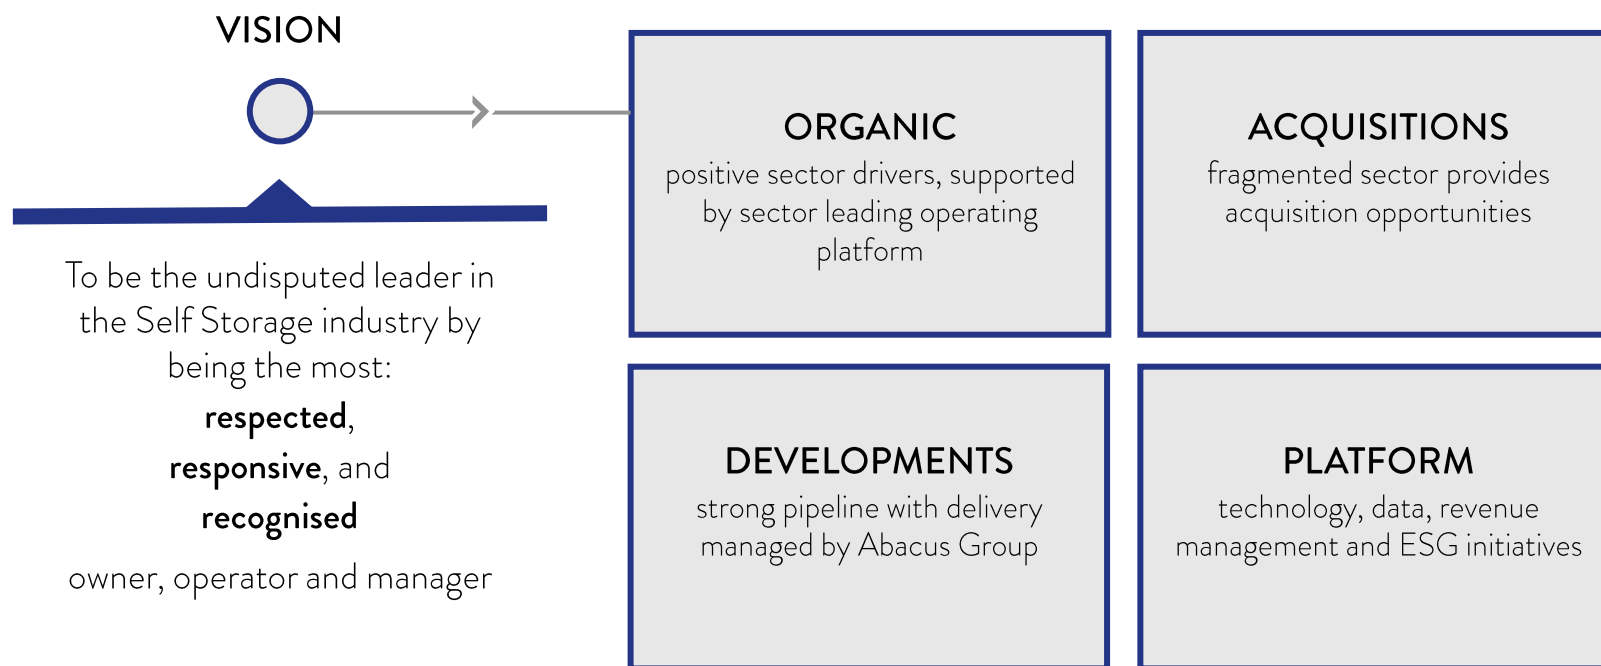 VISION
To be the undisputed leader in
the Self Storage industry by
being the most:
respected,
responsive, and
recognised
owner, operator and manager
ORGANIC
positive sector drivers, supported
by sector leading operating
platform
ACQUISITIONS
fragmented sector provides
acquisition opportunities
DEVELOPMENTS
strong pipeline with delivery
managed by Abacus Group
PLATFORM
technology, data, revenue
management and ESG initiatives